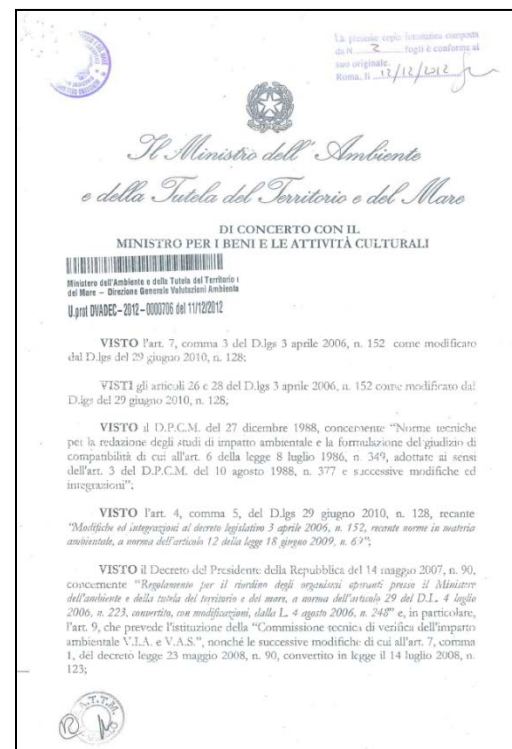 La presente copia fotostatica composta
da N. 2 fogli è conforme al
suo originale.
Roma, li 12/12/2012
Il Ministro dell'Ambiente
e della Tutela del Territorio e del Mare
DI CONCERTO CON IL
MINISTRO PER I BENI E LE ATTIVITÀ CULTURALI
Ministero dell'Ambiente e della Tutela del Territorio
del Mare – Direzione Generale Valutazioni Ambienta
U.prot DVADEC-2012-0000706 del 11/12/2012
VISTO l'art. 7, comma 3 del D.lgs 3 aprile 2006, n. 152 come modificato
dal D.lgs del 29 giugno 2010, n. 128;
VISTI gli articoli 26 e 28 del D.lgs 3 aprile 2006, n. 152 come modificato dal
D.lgs del 29 giugno 2010, n. 128;
VISTO il D.P.C.M. del 27 dicembre 1988, concernente “Norme tecniche
per la redazione degli studi di impatto ambientale e la formulazione del giudizio di
compatibilità di cui all'art. 6 della legge 8 luglio 1986, n. 349, adottate ai sensi
dell'art. 3 del D.P.C.M. del 10 agosto 1988, n. 377 e successive modifiche ed
integrazioni”;
VISTO l'art. 4, comma 5, del D.lgs 29 giugno 2010, n. 128, recante
“Modifiche ed integrazioni al decreto legislativo 3 aprile 2006, n. 152, recante norme in materia
ambientale, a norma dell'articolo 12 della legge 18 giugno 2009, n. 69”;
VISTO il Decreto del Presidente della Repubblica del 14 maggio 2007, n. 90,
concernente “Regolamento per il riordino degli organismi operanti presso il Ministero
dell'ambiente e della tutela del territorio e del mare, a norma dell'articolo 29 del D.L. 4 luglio
2006, n. 223, convertito, con modificazioni, dalla L. 4 agosto 2006, n. 248” e, in particolare,
l'art. 9, che prevede l'istituzione della “Commissione tecnica di verifica dell'impatto
ambientale V.I.A. e V.A.S.”, nonché le successive modifiche di cui all'art. 7, comma
1, del decreto legge 23 maggio 2008, n. 90, convertito in legge il 14 luglio 2008, n.
123;